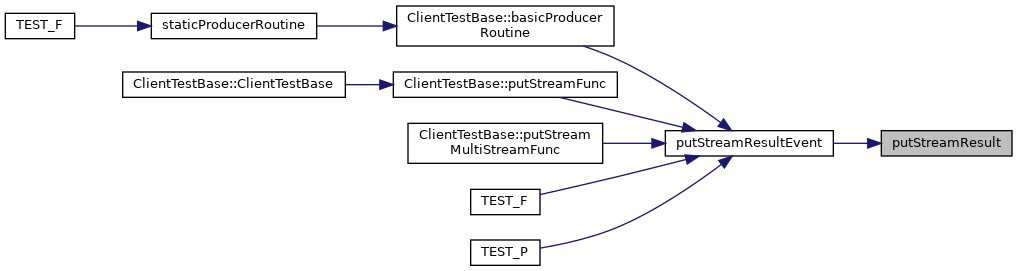 TEST_F
staticProducerRoutine
ClientTestBase::basicProducer
Routine
ClientTestBase::ClientTestBase
ClientTestBase::putStreamFunc
ClientTestBase::putStream
MultiStreamFunc
putStreamResultEvent
putStreamResult
TEST_F
TEST_P